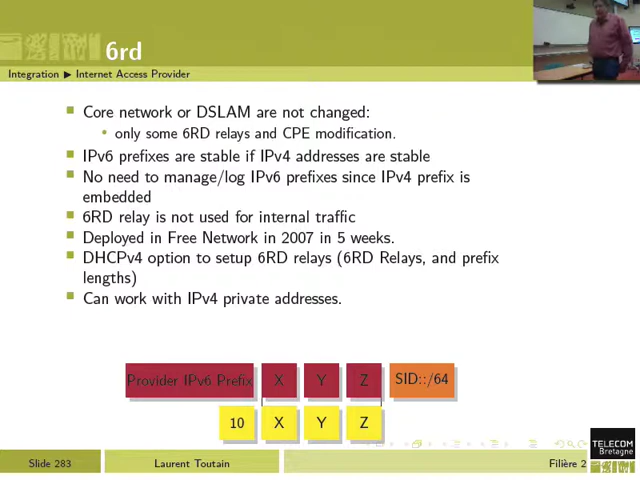 6rd
Integration ▶ Internet Access Provider
Core network or DSLAM are not changed:
only some 6RD relays and CPE modification.
IPv6 prefixes are stable if IPv4 addresses are stable
No need to manage/log IPv6 prefixes since IPv4 prefix is
embedded
6RD relay is not used for internal traffic
Deployed in Free Network in 2007 in 5 weeks.
DHCPv4 option to setup 6RD relays (6RD Relays, and prefix
lengths)
Can work with IPv4 private addresses.
Provider IPv6 Prefix X Y Z SID::/64
10 X Y Z
TELECOM
Bretagne
Slide 283 Laurent Toutain Filière 2